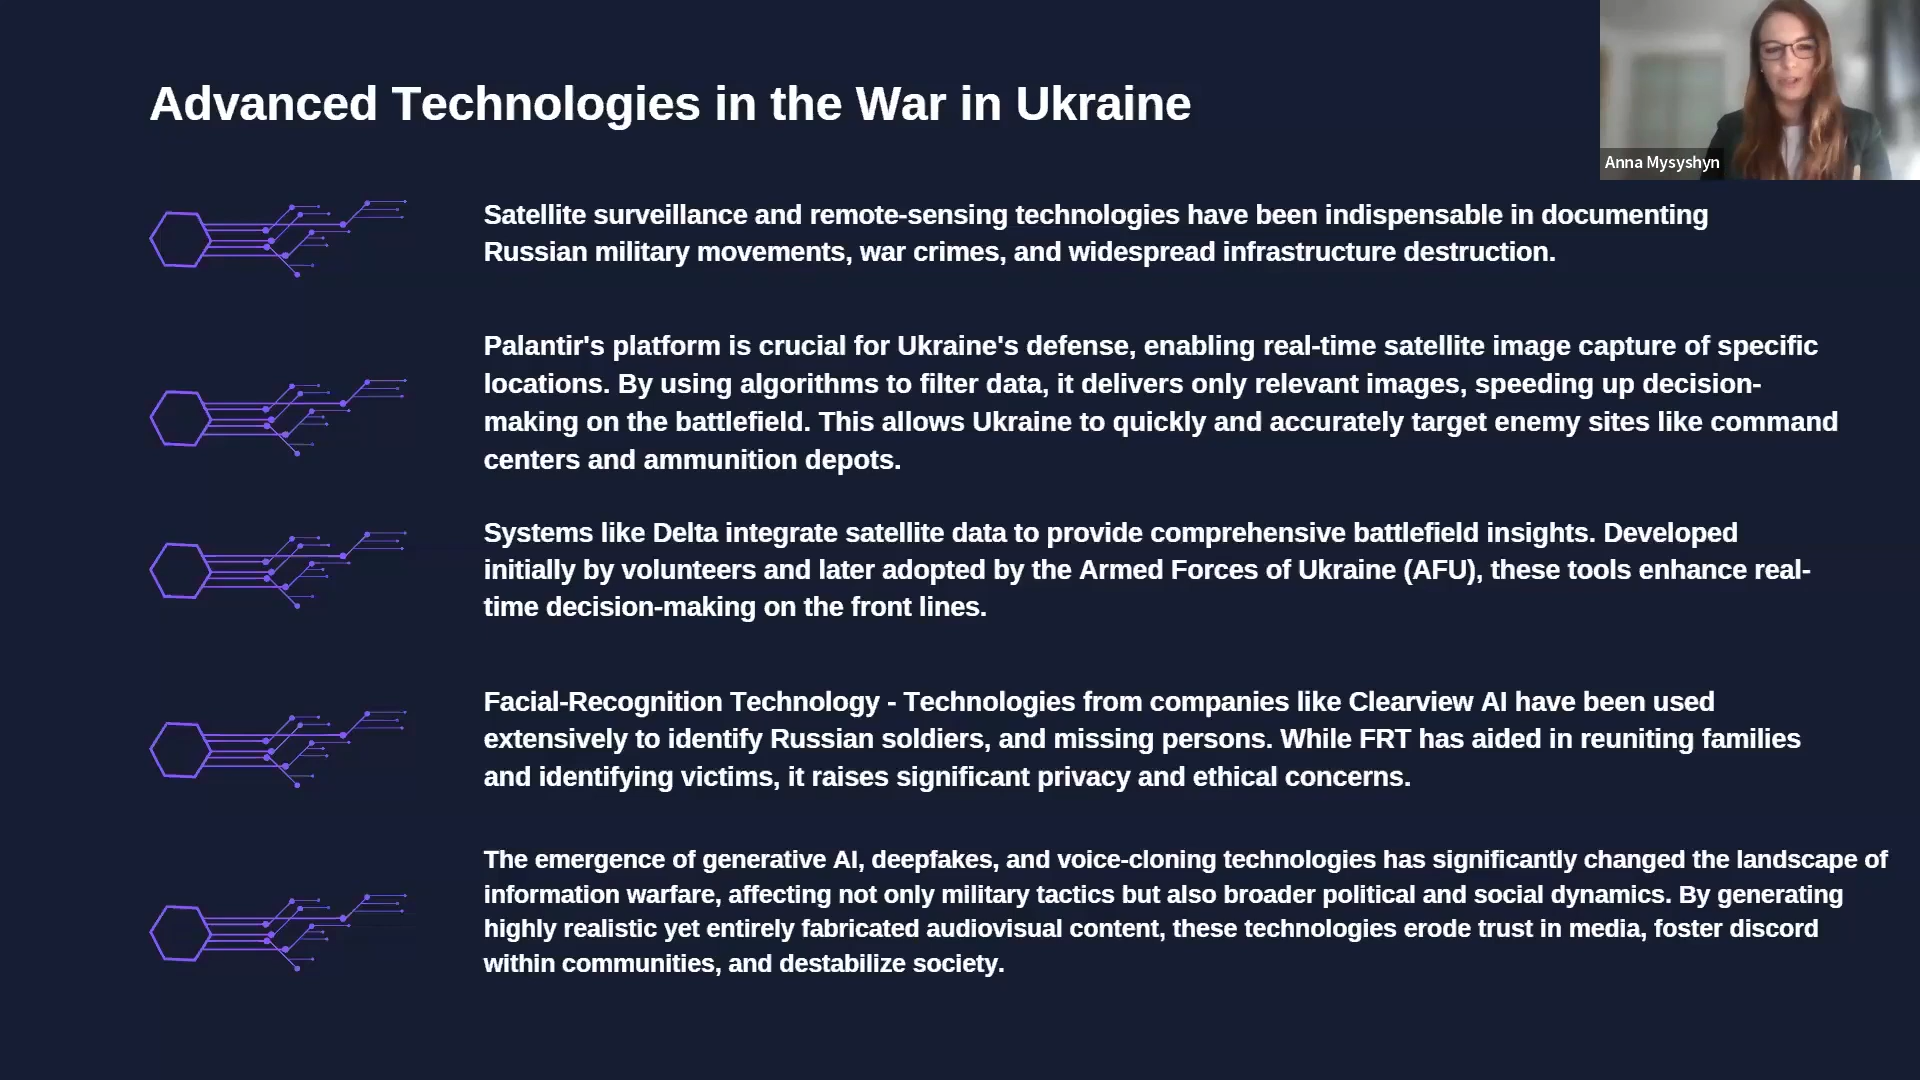 Advanced Technologies in the War in Ukraine
Anna Mysyshyn
Satellite surveillance and remote-sensing technologies have been indispensable in documenting
Russian military movements, war crimes, and widespread infrastructure destruction.
Palantir's platform is crucial for Ukraine's defense, enabling real-time satellite image capture of specific
locations. By using algorithms to filter data, it delivers only relevant images, speeding up decision-
making on the battlefield. This allows Ukraine to quickly and accurately target enemy sites like command
centers and ammunition depots.
Systems like Delta integrate satellite data to provide comprehensive battlefield insights. Developed
initially by volunteers and later adopted by the Armed Forces of Ukraine (AFU), these tools enhance real-
time decision-making on the front lines.
Facial-Recognition Technology - Technologies from companies like Clearview AI have been used
extensively to identify Russian soldiers, and missing persons. While FRT has aided in reuniting families
and identifying victims, it raises significant privacy and ethical concerns.
The emergence of generative AI, deepfakes, and voice-cloning technologies has significantly changed the landscape of
information warfare, affecting not only military tactics but also broader political and social dynamics. By generating
highly realistic yet entirely fabricated audiovisual content, these technologies erode trust in media, foster discord
within communities, and destabilize society.